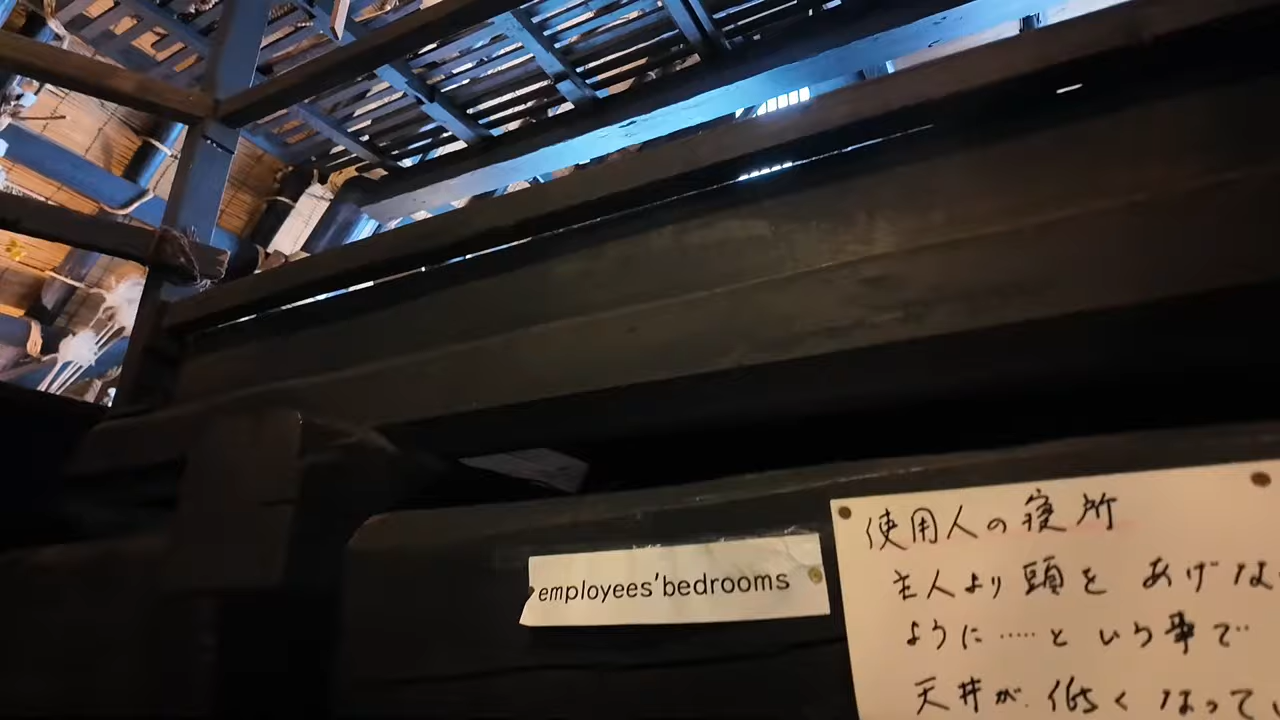 employees'bedrooms
使用人の寝所
主人より頭を あげな
ように……と いう事で
天井が 低くなって